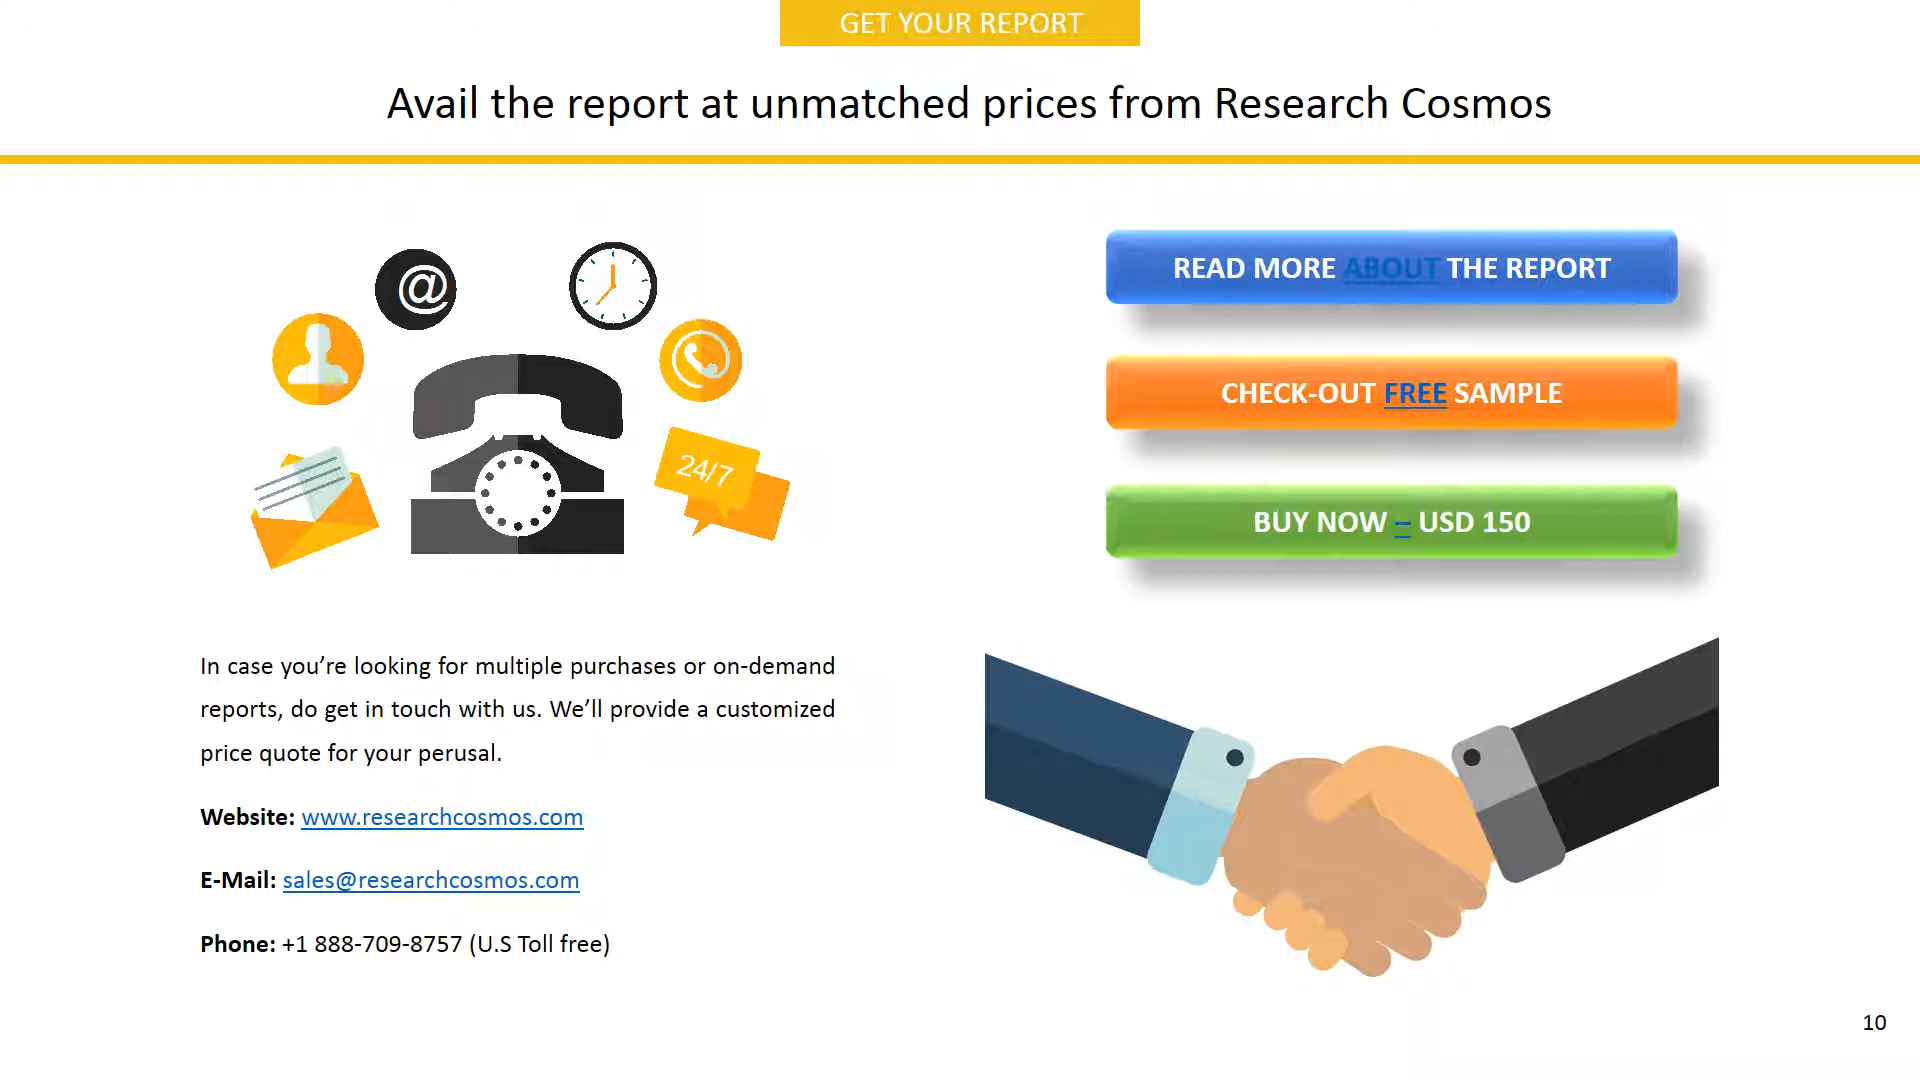 GET YOUR REPORT
Avail the report at unmatched prices from Research Cosmos
@
24/7
READ MORE ABOUT THE REPORT
CHECK-OUT FREE SAMPLE
BUY NOW – USD 150
In case you’re looking for multiple purchases or on-demand
reports, do get in touch with us. We’ll provide a customized
price quote for your perusal.
Website: www.researchcosmos.com
E-Mail: sales@researchcosmos.com
Phone: +1 888-709-8757 (U.S Toll free)
10